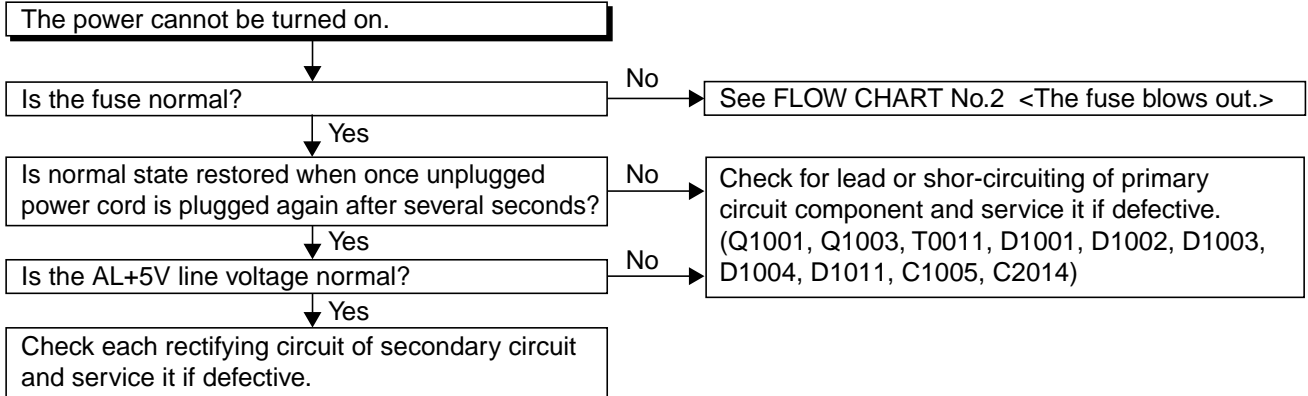 The power cannot be turned on.
Is the fuse normal?
No
See FLOW CHART No.2 <The fuse blows out.>
Yes
Is normal state restored when once unplugged
power cord is plugged again after several seconds?
No
Check for lead or shor-circuiting of primary
circuit component and service it if defective.
(Q1001, Q1003, T0011, D1001, D1002, D1003,
D1004, D1011, C1005, C2014)
Yes
Is the AL+5V line voltage normal?
No
Yes
Check each rectifying circuit of secondary circuit
and service it if defective.